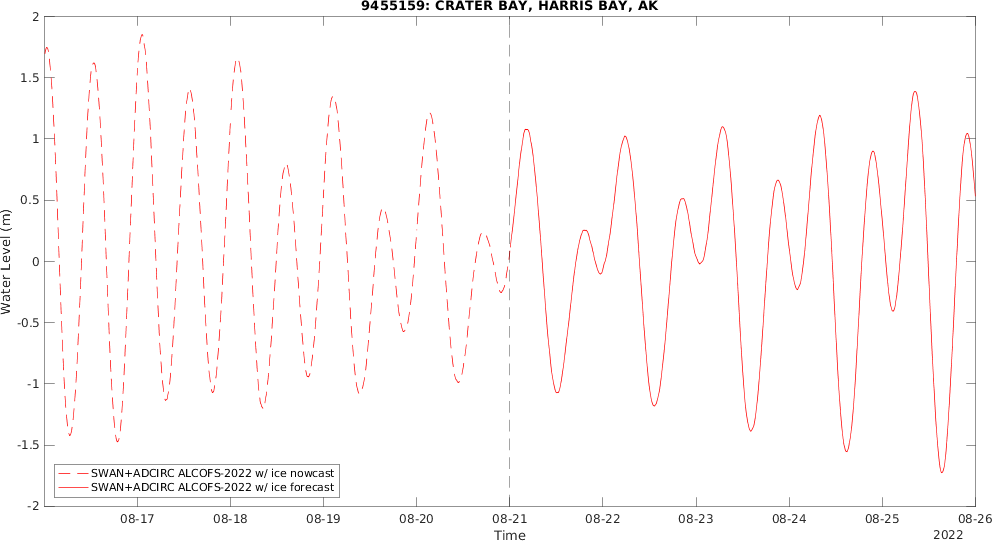 9455159: CRATER BAY, HARRIS BAY, AK
2
1.5
1
0.5
0
-0.5
-1
-1.5
-2
Water Level (m)
SWAN+ADCIRC ALCOFS-2022 w/ ice nowcast
SWAN+ADCIRC ALCOFS-2022 w/ ice forecast
08-17 08-18 08-19 08-20 08-21 08-22 08-23 08-24 08-25 08-26
Time
2022